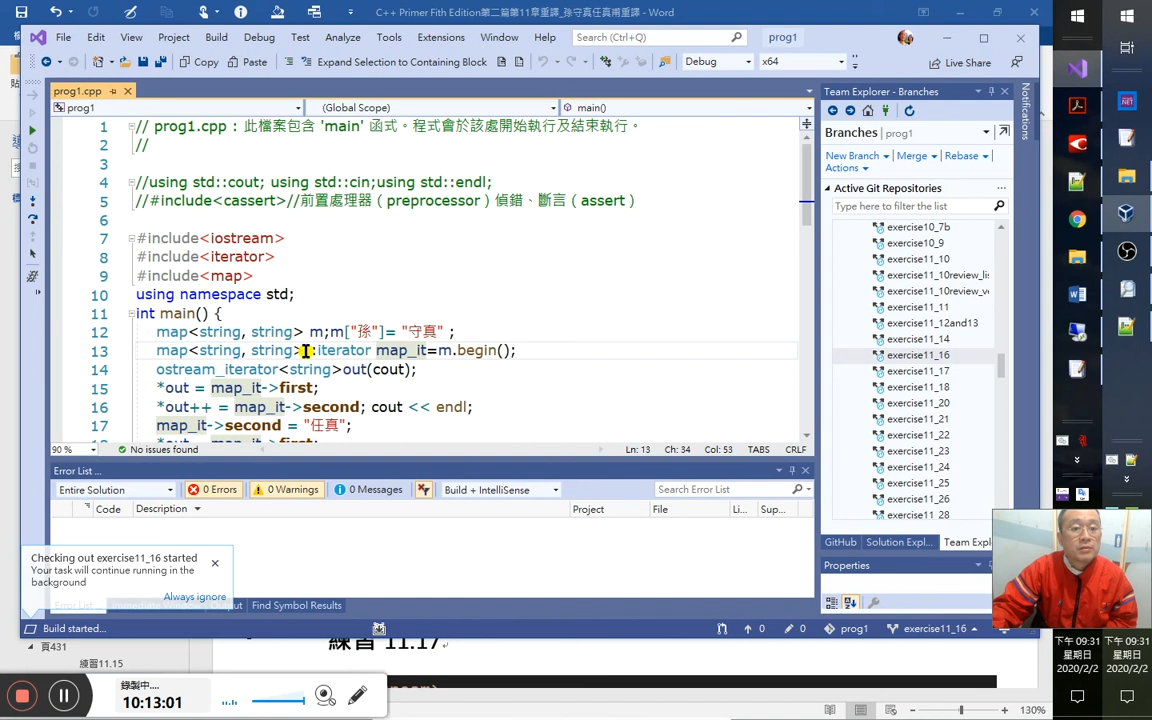 C++ Primer Fith Edition第二篇第11章重譯_孫守真任真甫重譯 - Word
File Edit View Project Build Debug Test Analyze Tools Extensions Window Help Search (Ctrl+Q) prog1
Copy Paste Expand Selection to Containing Block Debug x64 Live Share
prog1.cpp
prog1 (Global Scope) main()
1 // prog1.cpp : 此檔案包含 'main' 函式。程式會於該處開始執行及結束執行。
2 //
3
4 //using std::cout; using std::cin;using std::endl;
5 //#include<cassert>//前置處理器（preprocessor）偵錯、斷言（assert）
6
7 #include<iostream>
8 #include<iterator>
9 #include<map>
10 using namespace std;
11 int main() {
12 map<string, string> m;m["孫"]= "守真" ;
13 map<string, string>::iterator map_it=m.begin();
14 ostream_iterator<string>out(cout);
15 *out = map_it->first;
16 *out++ = map_it->second; cout << endl;
17 map_it->second = "任真";
90 % No issues found Ln: 13 Ch: 34 Col: 53 TABS CRLF
Error List ...
Entire Solution 0 Errors 0 Warnings 0 Messages Build + IntelliSense Search Error List
Code Description Project File Li... Sup...
Checking out exercise11_16 started
Your task will continue running in the
background
Always ignore
Find Symbol Results
Build started...
0 0 prog1 exercise11_16
Team Explorer - Branches
Branches prog1
New Branch Merge Rebase
Actions
Active Git Repositories
Type here to filter the list
exercise10_7b
exercise10_9
exercise11_10
exercise11_10review_lis
exercise11_10review_ve
exercise11_11
exercise11_12and13
exercise11_14
exercise11_16
exercise11_17
exercise11_18
exercise11_20
exercise11_21
exercise11_22
exercise11_23
exercise11_24
exercise11_25
exercise11_26
exercise11_28
GitHub Solution Expl... Team Expl
Properties
Notifications
頁431
練習11.15
練習 11.17
錄製中....
10:13:01
130%
下午 09:31
星期日
2020/2/2
下午 09:31
星期日
2020/2/2